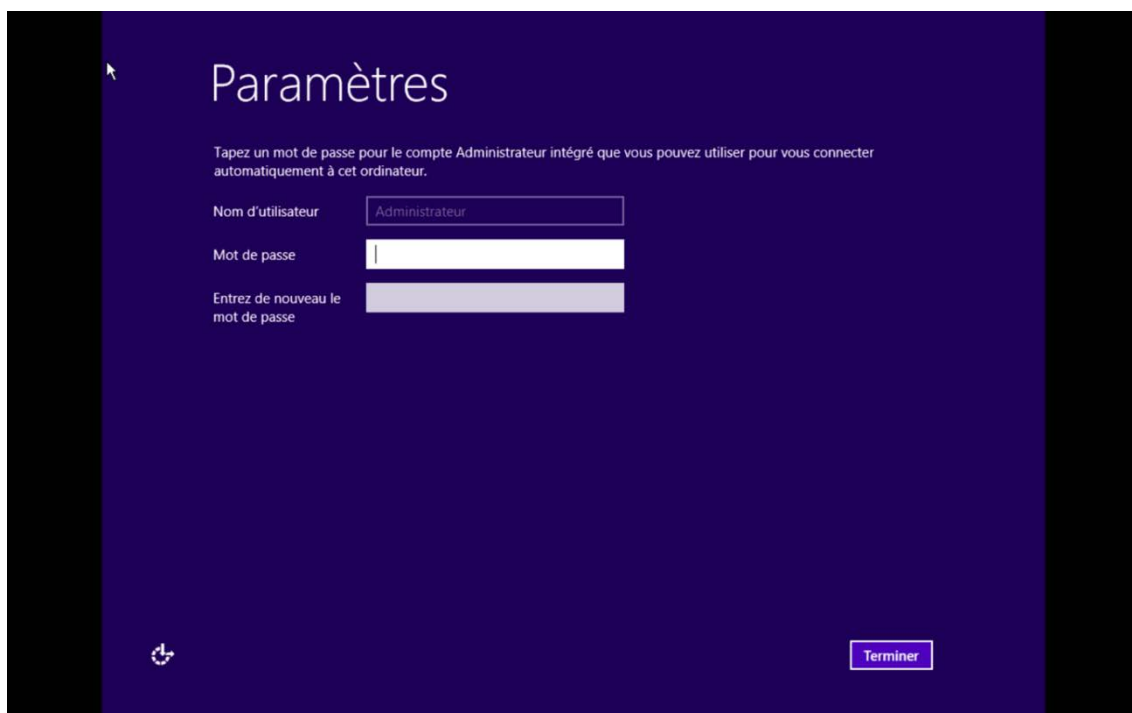 Paramètres
Tapez un mot de passe pour le compte Administrateur intégré que vous pouvez utiliser pour vous connecter
automatiquement à cet ordinateur.
Nom d'utilisateur
Administrateur
Mot de passe
Entrez de nouveau le
mot de passe
Terminer